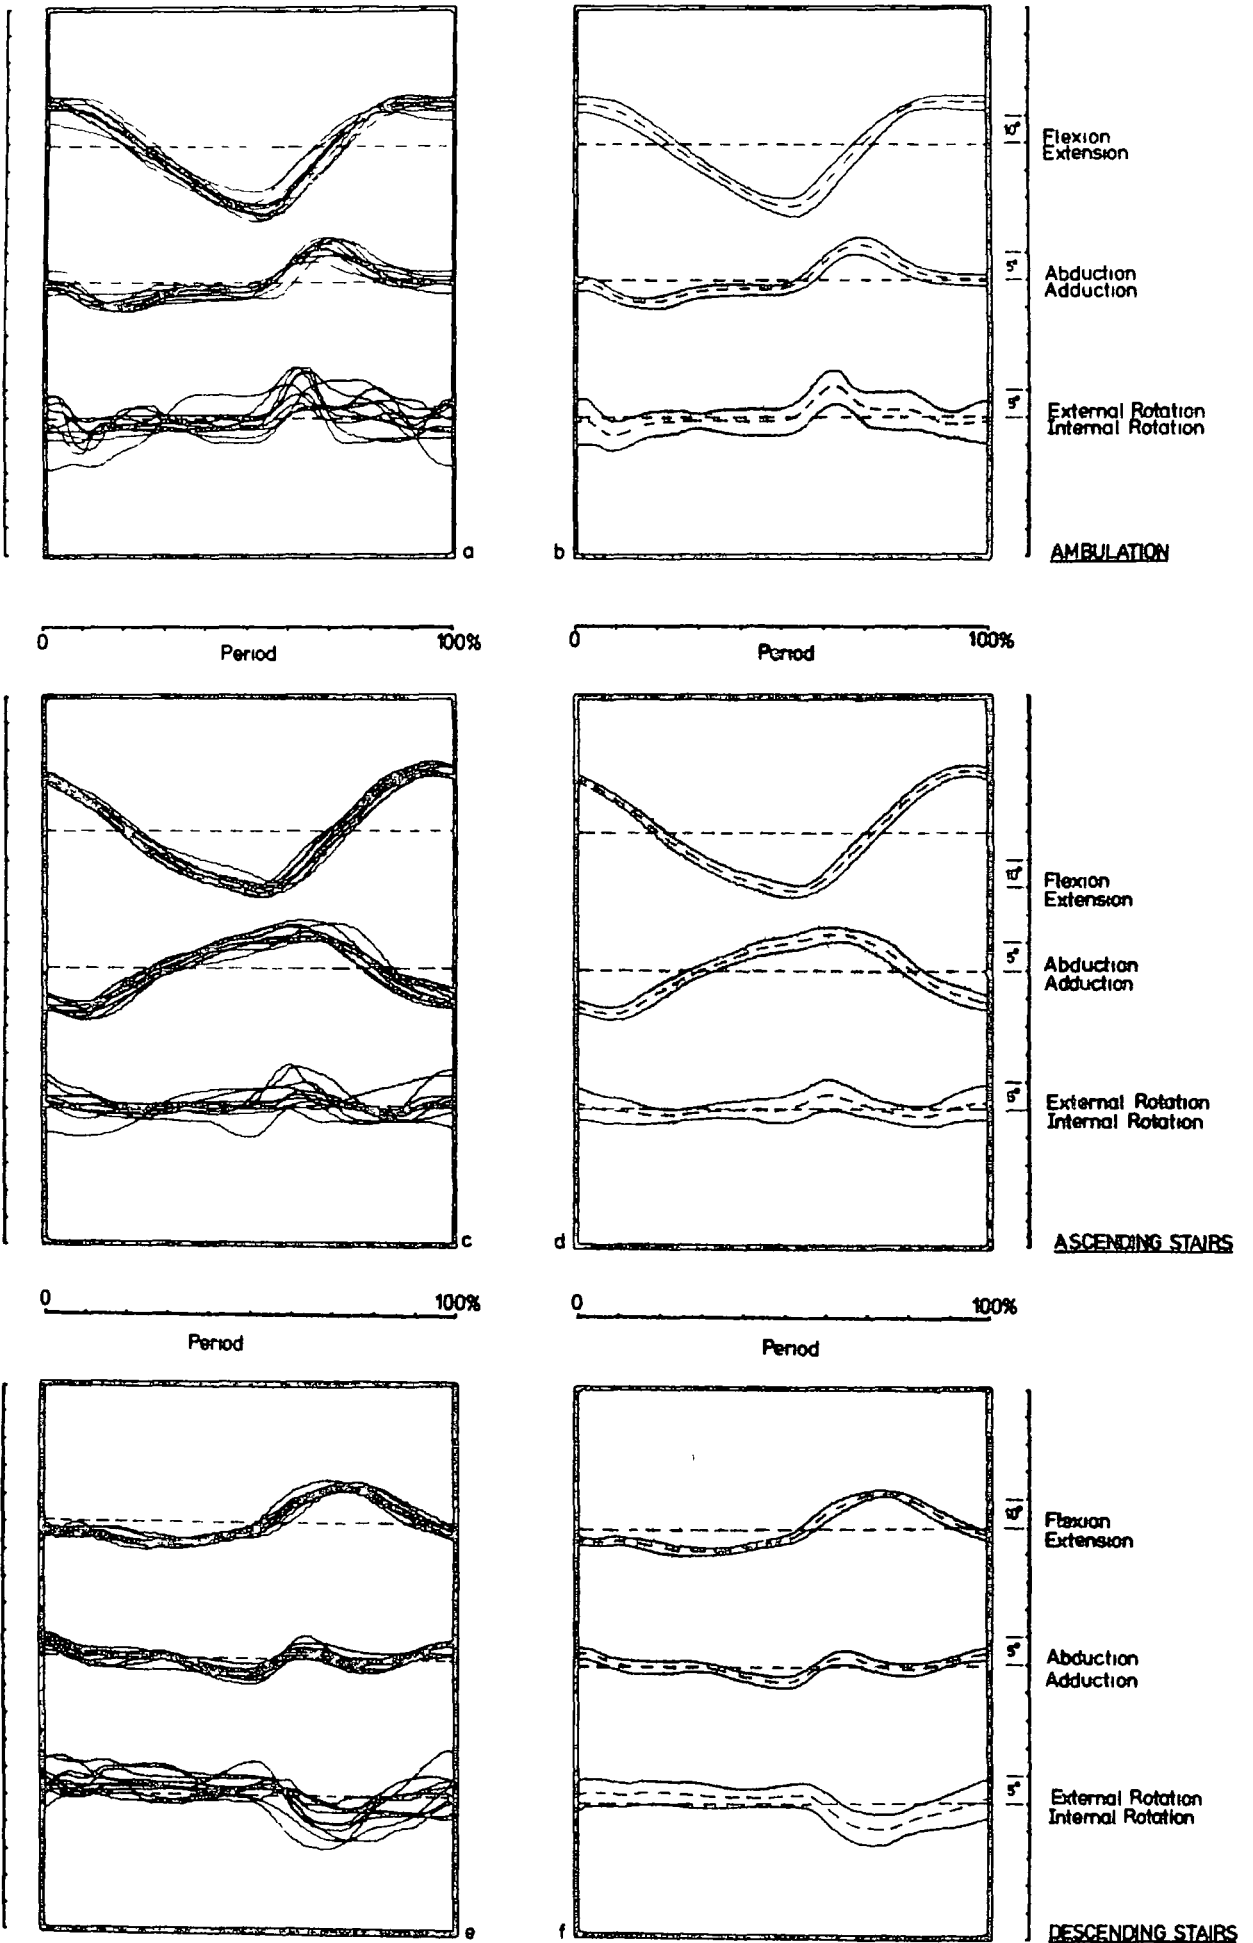 10°
Flexion
Extension
5°
Abduction
Adduction
5°
External Rotation
Internal Rotation
a
b
AMBULATION
0
100%
Period
0
100%
Period
10°
Flexion
Extension
5°
Abduction
Adduction
5°
External Rotation
Internal Rotation
c
d
ASCENDING STAIRS
0
100%
Period
0
100%
Period
10°
Flexion
Extension
5°
Abduction
Adduction
5°
External Rotation
Internal Rotation
e
f
DESCENDING STAIRS